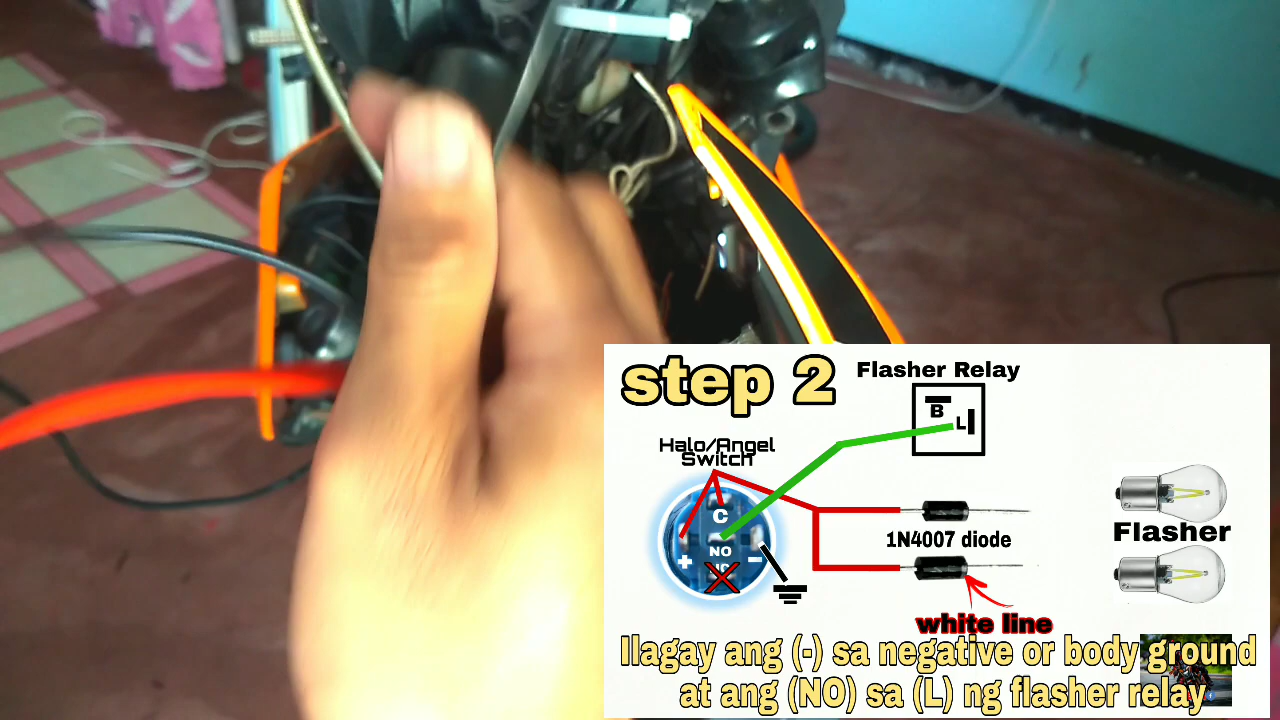 step 2
Flasher Relay
B
L
Halo/Angel
Switch
C
NO
+
-
1N4007 diode
Flasher
white line
Ilagay ang (-) sa negative or body ground
at ang (NO) sa (L) ng flasher relay